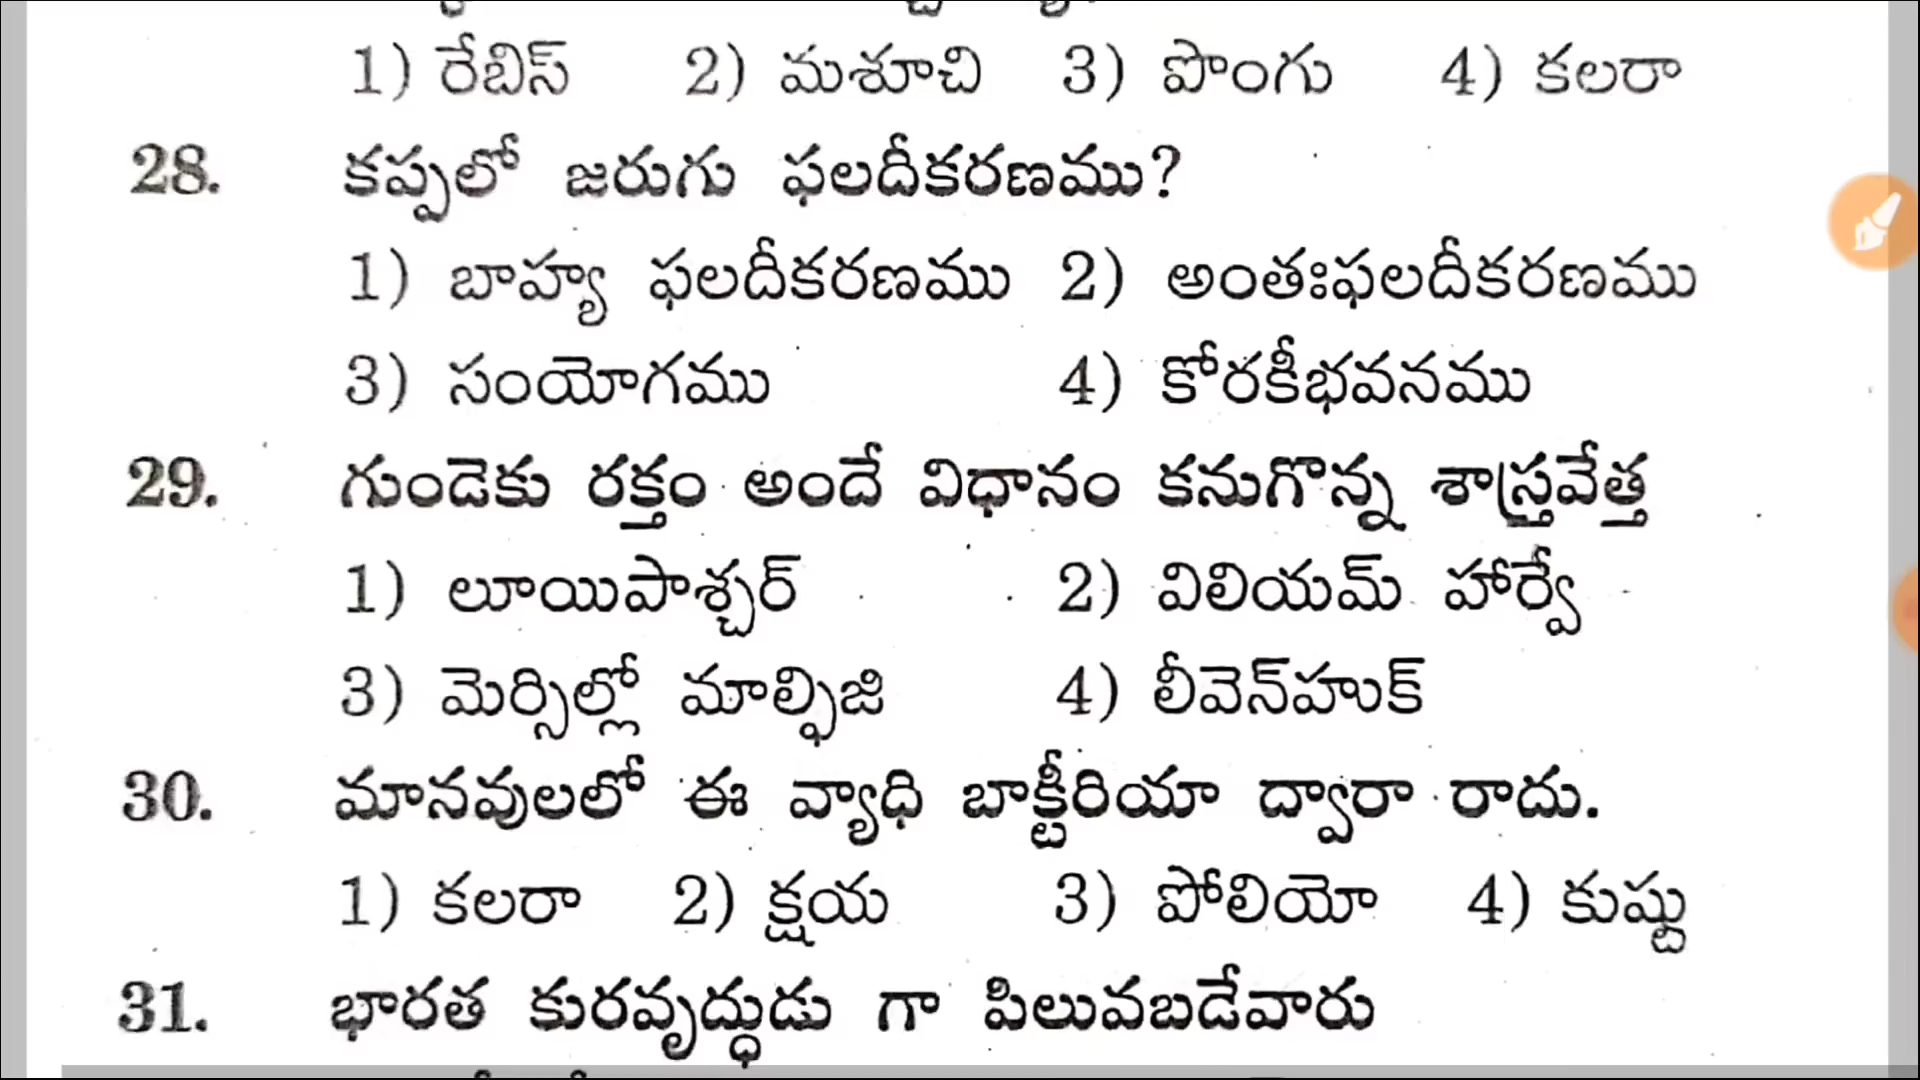 1) రేబిస్ 2) మశూచి 3) పొంగు 4) కలరా
28. కప్పలో జరుగు ఫలదీకరణము?
1) బాహ్య ఫలదీకరణము 2) అంతఃఫలదీకరణము
3) సంయోగము 4) కోరకీభవనము
29. గుండెకు రక్తం అందే విధానం కనుగొన్న శాస్త్రవేత్త
1) లూయిపాశ్చర్ 2) విలియమ్ హార్వే
3) మెర్సిల్లో మాల్ఫిజి 4) లీవెన్‌హుక్
30. మానవులలో ఈ వ్యాధి బాక్టీరియా ద్వారా రాదు.
1) కలరా 2) క్షయ 3) పోలియో 4) కుష్టు
31. భారత కురవృద్ధుడు గా పిలువబడేవారు